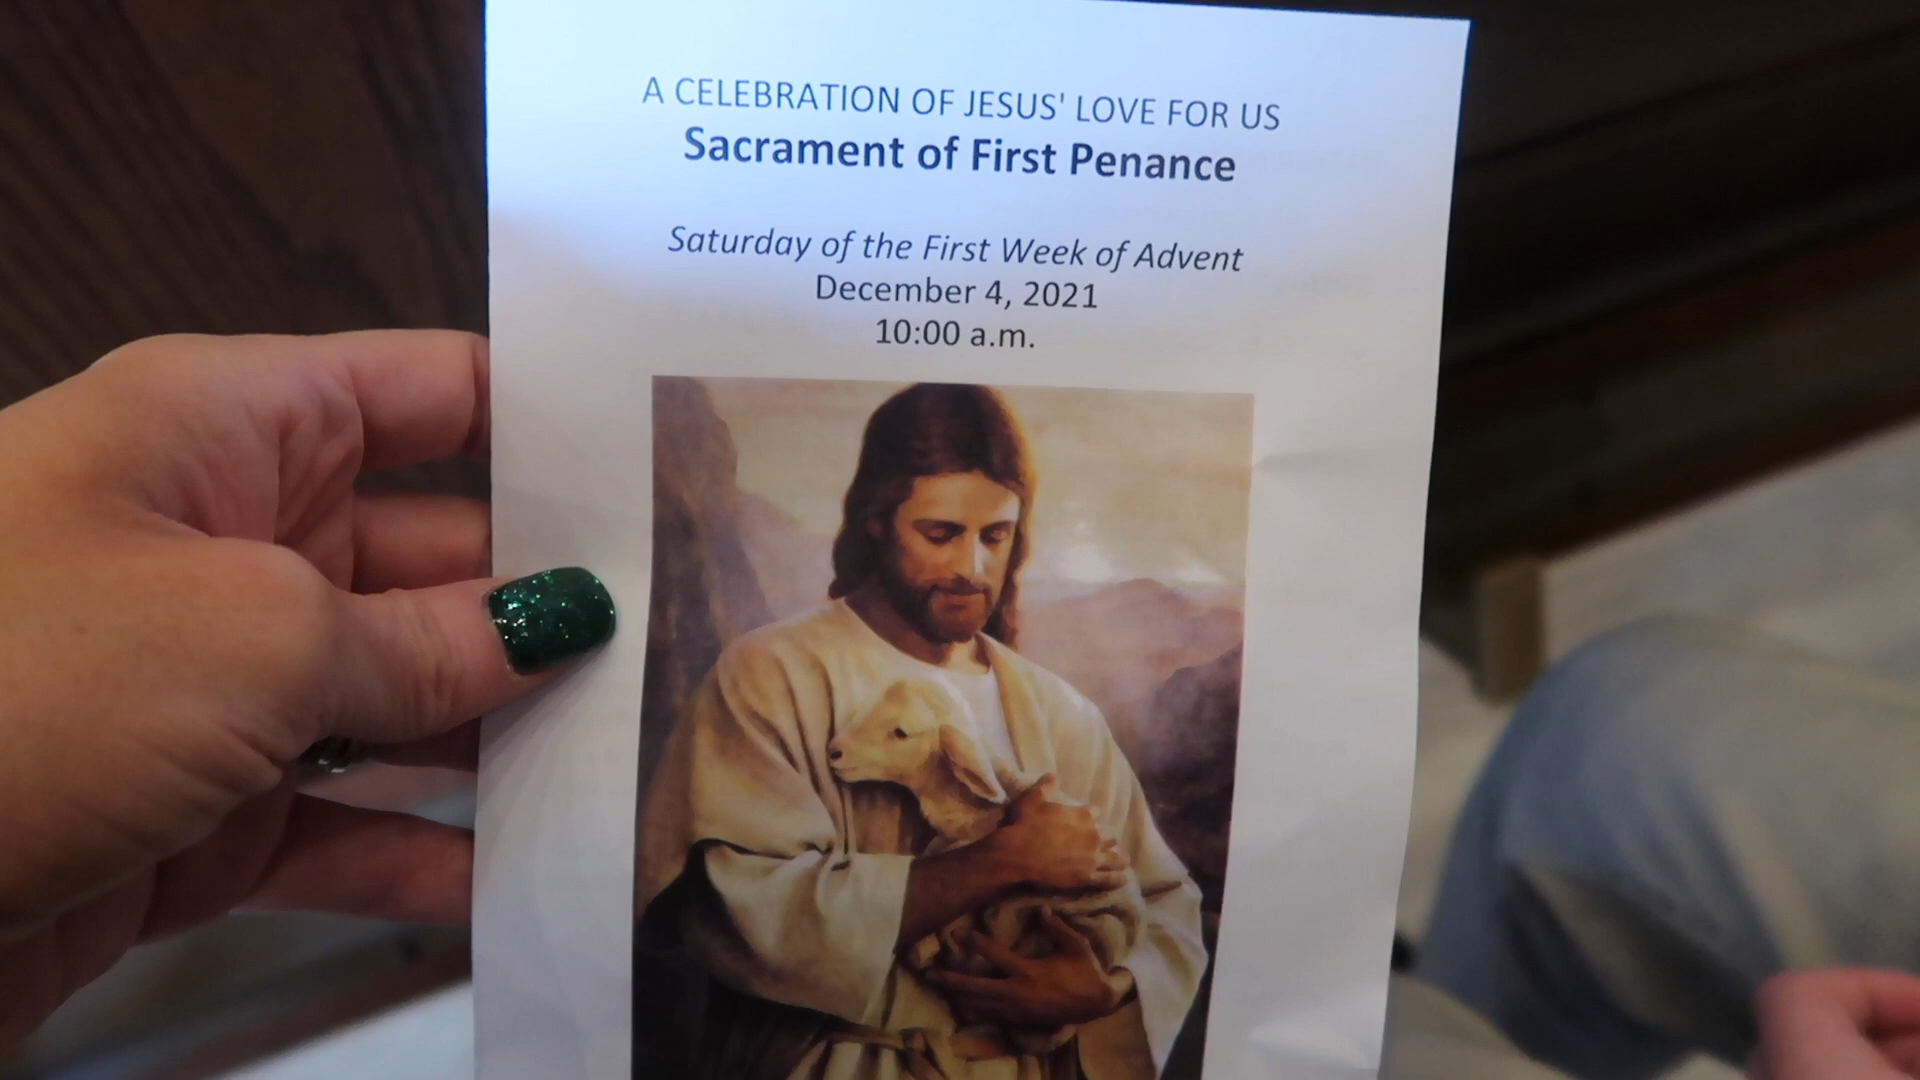 A CELEBRATION OF JESUS' LOVE FOR US
Sacrament of First Penance
Saturday of the First Week of Advent
December 4, 2021
10:00 a.m.